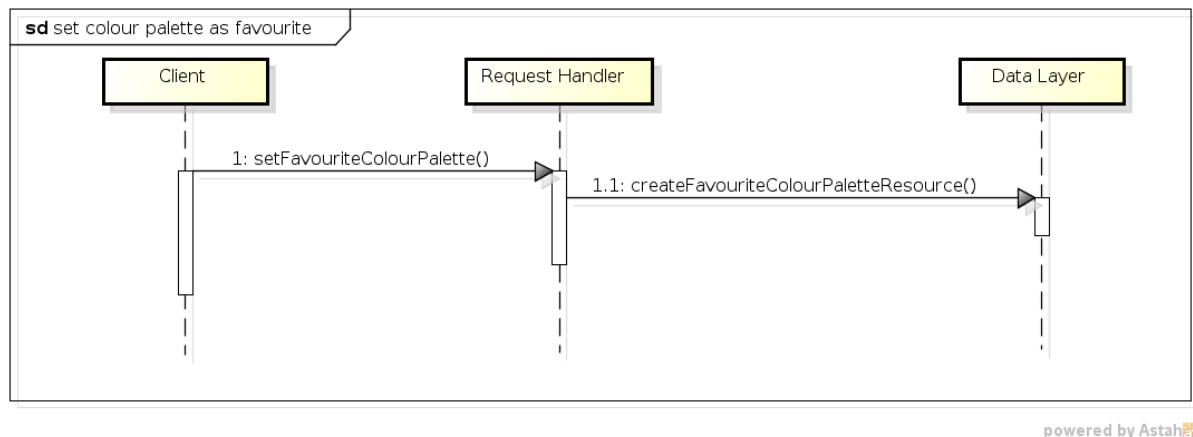 sd set colour palette as favourite
Client
Request Handler
Data Layer
1: setFavouriteColourPalette()
1.1: createFavouriteColourPaletteResource()
powered by Astah